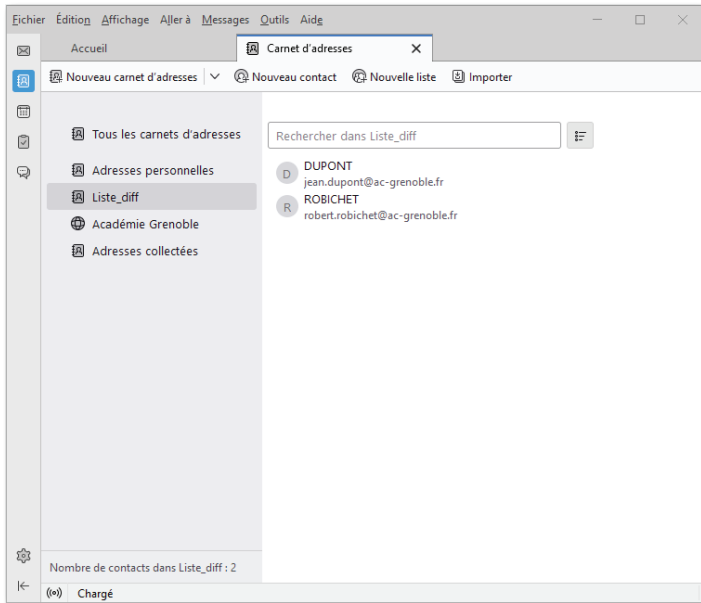 Fichier Édition Affichage Aller à Messages Outils Aide
Accueil
Carnet d'adresses
Nouveau carnet d'adresses Nouveau contact Nouvelle liste Importer
Tous les carnets d'adresses
Adresses personnelles
Liste_diff
Académie Grenoble
Adresses collectées
Rechercher dans Liste_diff
D DUPONT
jean.dupont@ac-grenoble.fr
R ROBICHET
robert.robichet@ac-grenoble.fr
Nombre de contacts dans Liste_diff : 2
Chargé